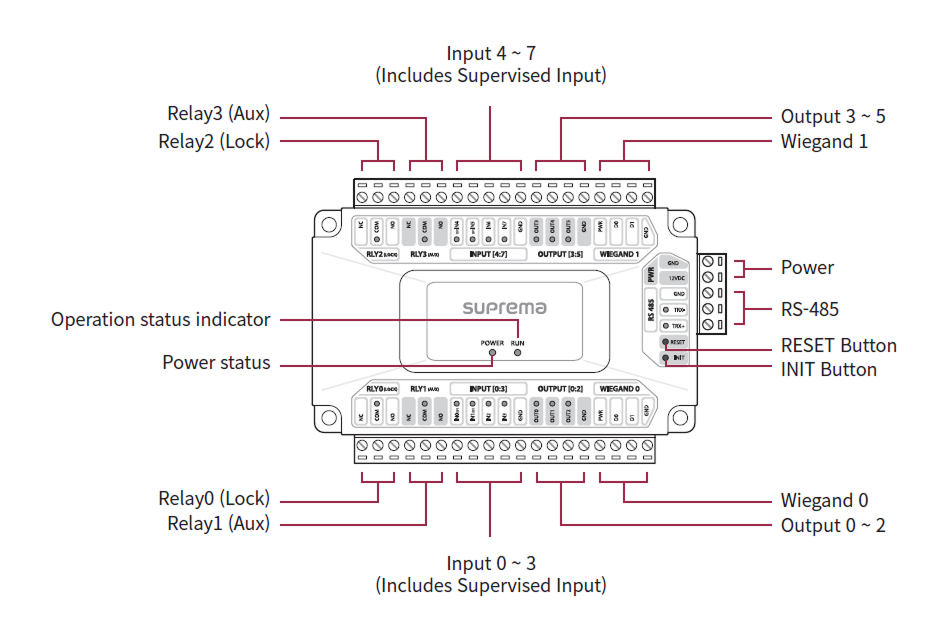 Input 4 ~ 7
(Includes Supervised Input)
Relay3 (Aux)
Relay2 (Lock)
Output 3 ~ 5
Wiegand 1
NC COM NO NC COM NO IN4 IN5 IN6 IN7 GND OUT3 OUT4 OUT5 GND PWR D0 D1 GND
RLY2 (LOCK) RLY3 (AUX) INPUT [4:7] OUTPUT [3:5] WIEGAND 1
PWR
GND
12VDC
RS 485
GND
TRX-
TRX+
RESET
INIT
Power
RS-485
RESET Button
INIT Button
suprema
POWER RUN
Operation status indicator
Power status
RLY0 (LOCK) RLY1 (AUX) INPUT [0:3] OUTPUT [0:2] WIEGAND 0
NC COM NO NC COM NO IN0 IN1 IN2 IN3 GND OUT0 OUT1 OUT2 GND PWR D0 D1 GND
Relay0 (Lock)
Relay1 (Aux)
Wiegand 0
Output 0 ~ 2
Input 0 ~ 3
(Includes Supervised Input)